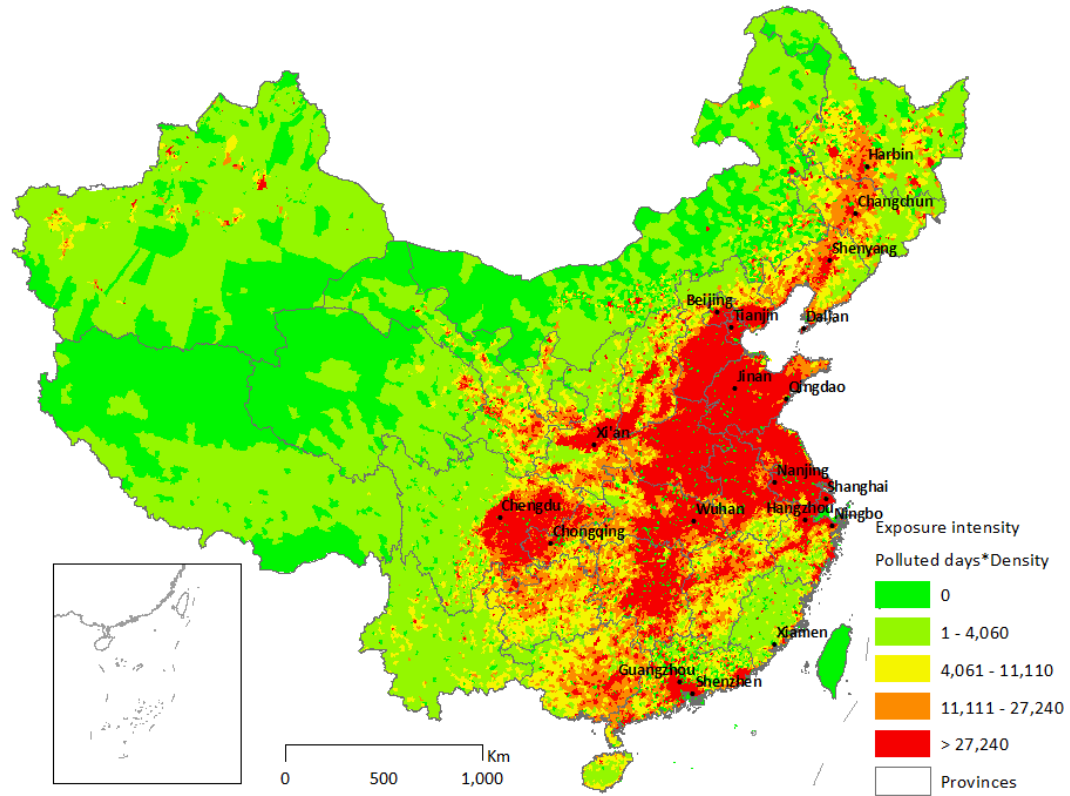 Harbin
Changchun
Shenyang
Beijing
Tianjin
Dalian
Jinan
Qingdao
Xi'an
Nanjing
Shanghai
Chengdu
Wuhan
Hangzhou
Ningbo
Chongqing
Xiamen
Guangzhou
Shenzhen
Exposure intensity
Polluted days*Density
0
1 - 4,060
4,061 - 11,110
11,111 - 27,240
> 27,240
Provinces
Km
0 500 1,000